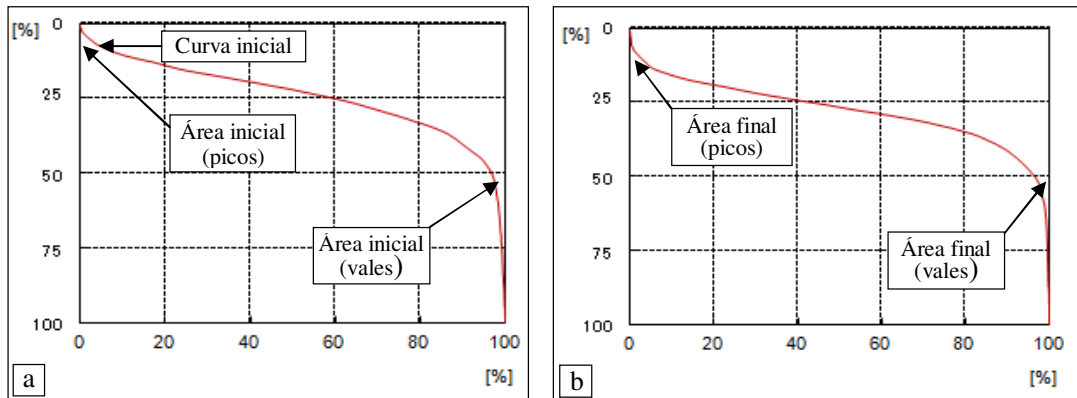 [%]
0
25
50
75
100
Curva inicial
Área inicial
(picos)
Área inicial
(vales)
0 20 40 60 80 100
[%]
a
[%]
0
25
50
75
100
Área final
(picos)
Área final
(vales)
0 20 40 60 80 100
[%]
b